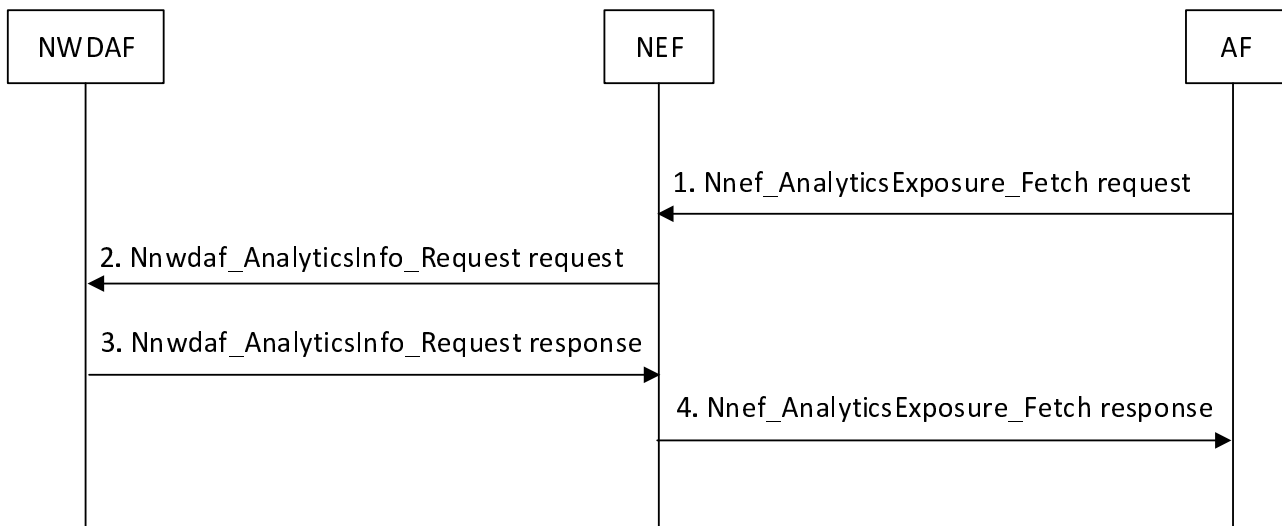 NWDAF
NEF
AF
1. Nnef_AnalyticsExposure_Fetch request
2. Nnwdaf_AnalyticsInfo_Request request
3. Nnwdaf_AnalyticsInfo_Request response
4. Nnef_AnalyticsExposure_Fetch response